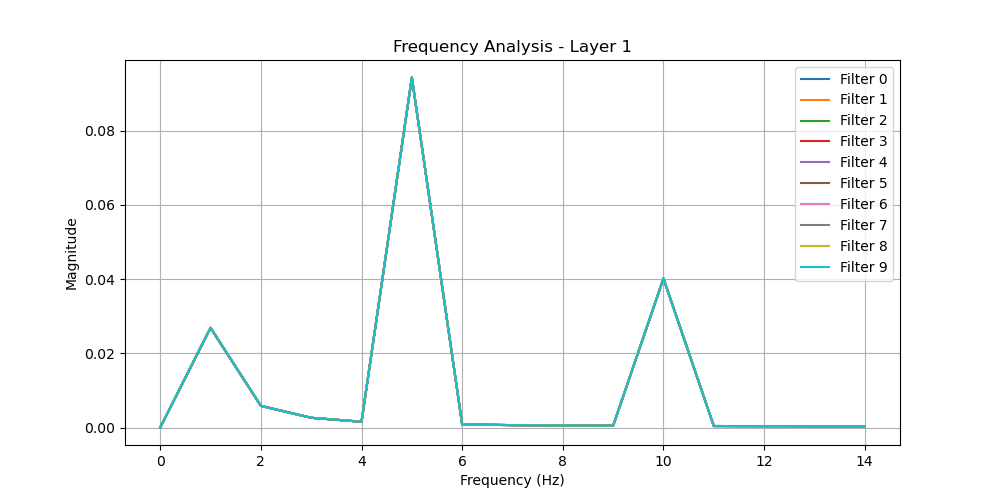 Frequency Analysis - Layer 1
Filter 0
Filter 1
Filter 2
Filter 3
Filter 4
Filter 5
Filter 6
Filter 7
Filter 8
Filter 9
0.08
0.06
0.04
0.02
0.00
Magnitude
0 2 4 6 8 10 12 14
Frequency (Hz)